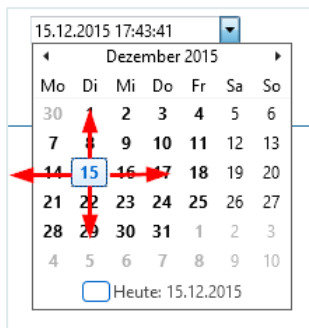 15.12.2015 17:43:41
Dezember 2015
Mo Di Mi Do Fr Sa So
30 1 2 3 4 5 6
7 8 9 10 11 12 13
14 15 16 17 18 19 20
21 22 23 24 25 26 27
28 29 30 31 1 2 3
4 5 6 7 8 9 10
Heute: 15.12.2015